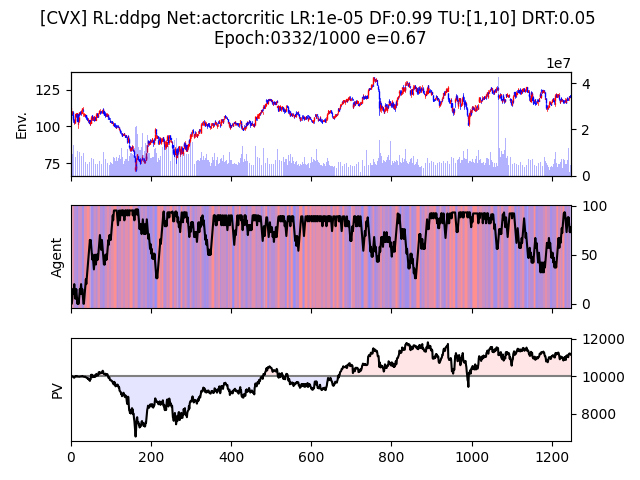 [CVX] RL:ddpg Net:actorcritic LR:1e-05 DF:0.99 TU:[1,10] DRT:0.05
Epoch:0332/1000 e=0.67
1e7
125
100
75
Env.
4
2
0
Agent
100
50
0
PV
12000
10000
8000
0 200 400 600 800 1000 1200